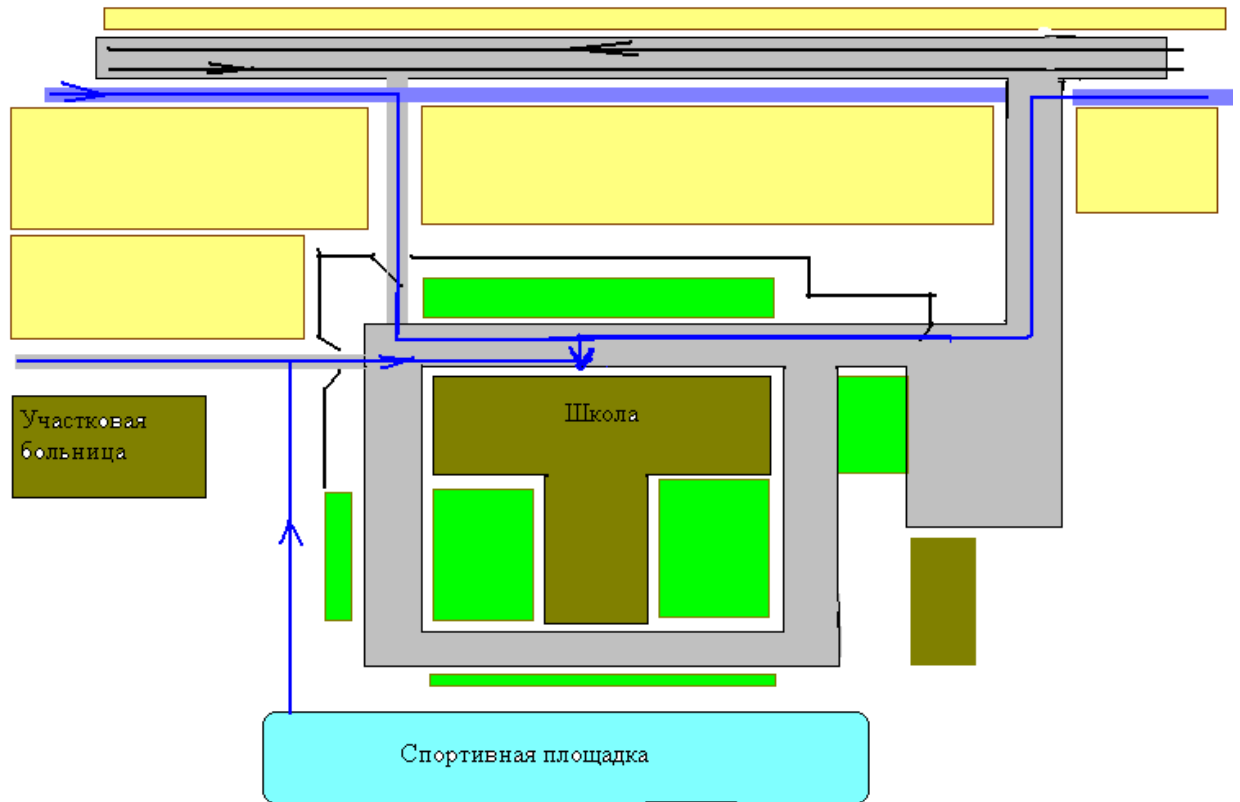 Школа
Участковая
больница
Спортивная площадка